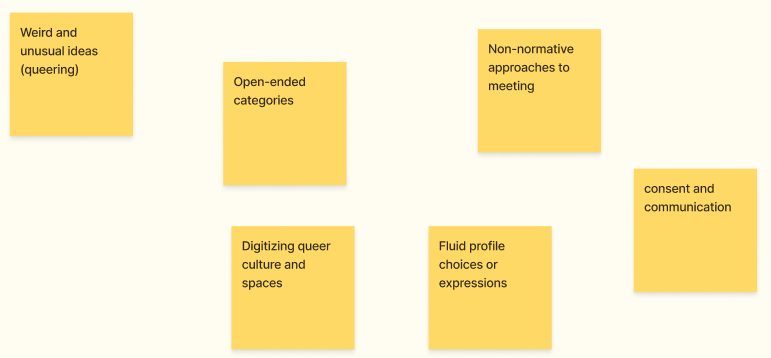 Weird and
unusual ideas
(queering)
Open-ended
categories
Non-normative
approaches to
meeting
consent and
communication
Digitizing queer
culture and
spaces
Fluid profile
choices or
expressions